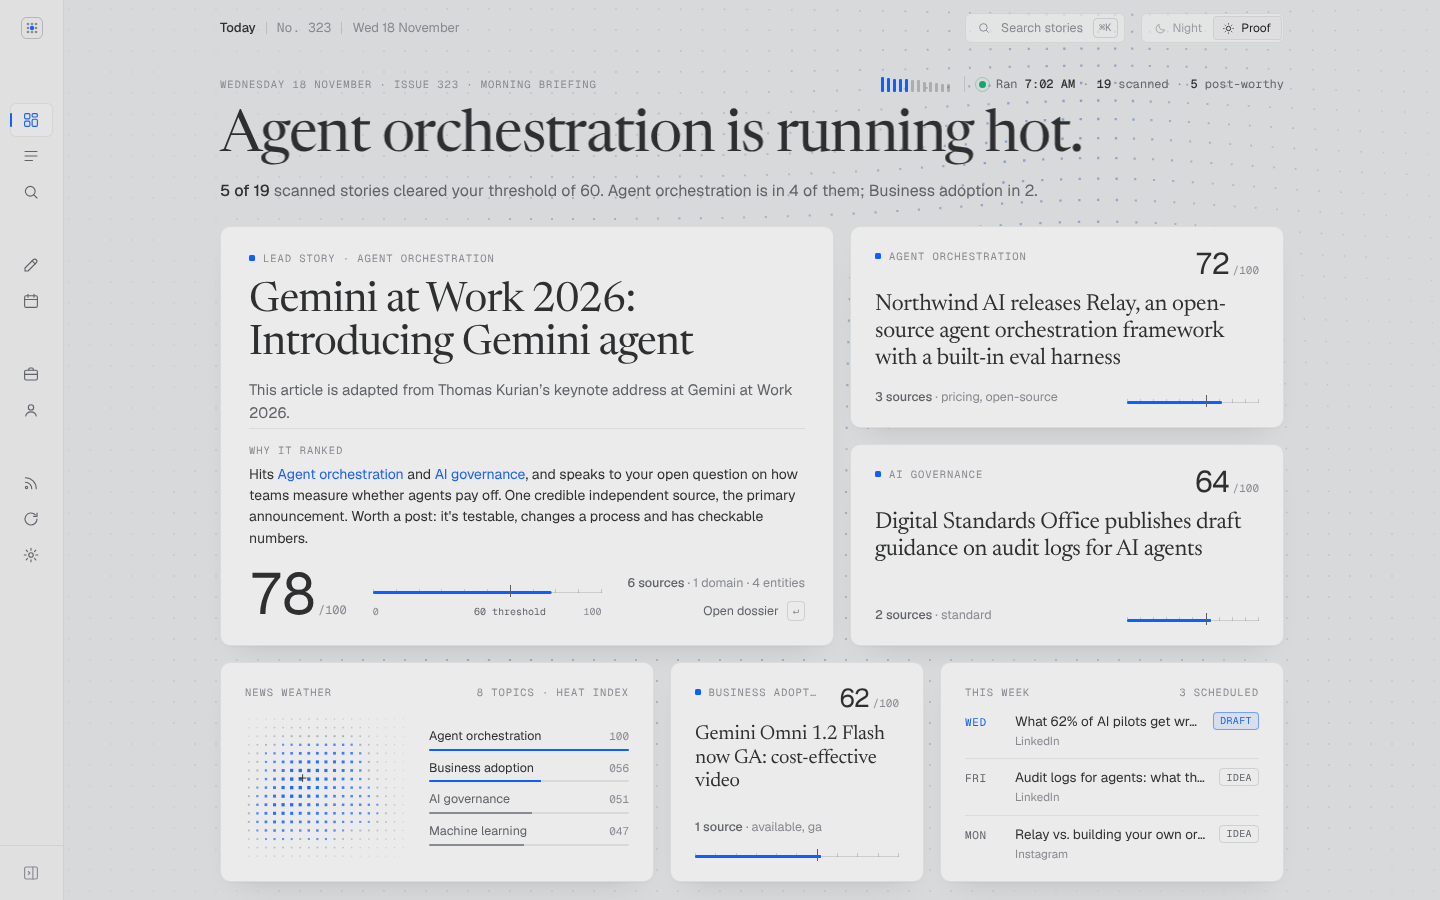 Today | No. 323 | Wed 18 November
Search stories ⌘K
Night
Proof
WEDNESDAY 18 NOVEMBER · ISSUE 323 · MORNING BRIEFING
Ran 7:02 AM · 19 scanned · 5 post-worthy
Agent orchestration is running hot.
5 of 19 scanned stories cleared your threshold of 60. Agent orchestration is in 4 of them; Business adoption in 2.
LEAD STORY · AGENT ORCHESTRATION
Gemini at Work 2026:
Introducing Gemini agent
This article is adapted from Thomas Kurian’s keynote address at Gemini at Work
2026.
WHY IT RANKED
Hits Agent orchestration and AI governance, and speaks to your open question on how
teams measure whether agents pay off. One credible independent source, the primary
announcement. Worth a post: it's testable, changes a process and has checkable
numbers.
78 /100
0 60 threshold 100
6 sources · 1 domain · 4 entities
Open dossier ↵
AGENT ORCHESTRATION
72 /100
Northwind AI releases Relay, an open-
source agent orchestration framework
with a built-in eval harness
3 sources · pricing, open-source
AI GOVERNANCE
64 /100
Digital Standards Office publishes draft
guidance on audit logs for AI agents
2 sources · standard
NEWS WEATHER
8 TOPICS · HEAT INDEX
Agent orchestration 100
Business adoption 056
AI governance 051
Machine learning 047
BUSINESS ADOPT…
62 /100
Gemini Omni 1.2 Flash
now GA: cost-effective
video
1 source · available, ga
THIS WEEK
3 SCHEDULED
WED What 62% of AI pilots get wr… DRAFT
LinkedIn
FRI Audit logs for agents: what th… IDEA
LinkedIn
MON Relay vs. building your own or… IDEA
Instagram